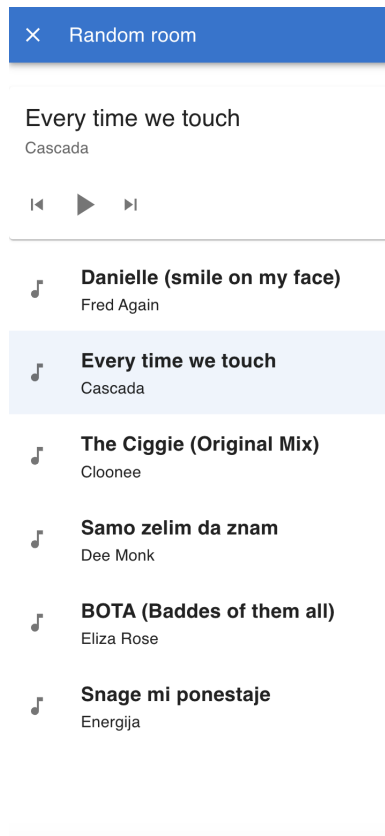 Random room
Every time we touch
Cascada
Danielle (smile on my face)
Fred Again
Every time we touch
Cascada
The Ciggie (Original Mix)
Cloonee
Samo zelim da znam
Dee Monk
BOTA (Baddes of them all)
Eliza Rose
Snage mi ponestaje
Energija